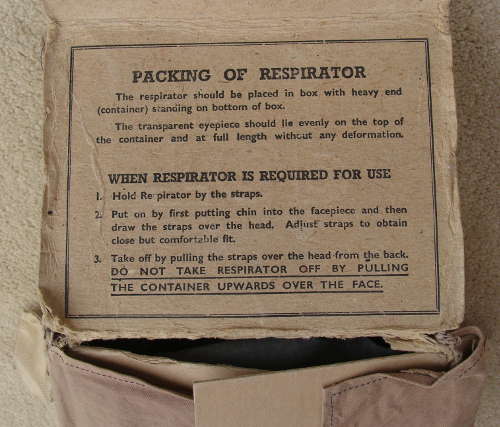 PACKING OF RESPIRATOR
The respirator should be placed in box with heavy end
(container) standing on bottom of box.
The transparent eyepiece should lie evenly on the top of
the container and at full length without any deformation.
WHEN RESPIRATOR IS REQUIRED FOR USE
1. Hold Respirator by the straps.
2. Put on by first putting chin into the facepiece and then
draw the straps over the head. Adjust straps to obtain
close but comfortable fit.
3. Take off by pulling the straps over the head from the back.
DO NOT TAKE RESPIRATOR OFF BY PULLING
THE CONTAINER UPWARDS OVER THE FACE.